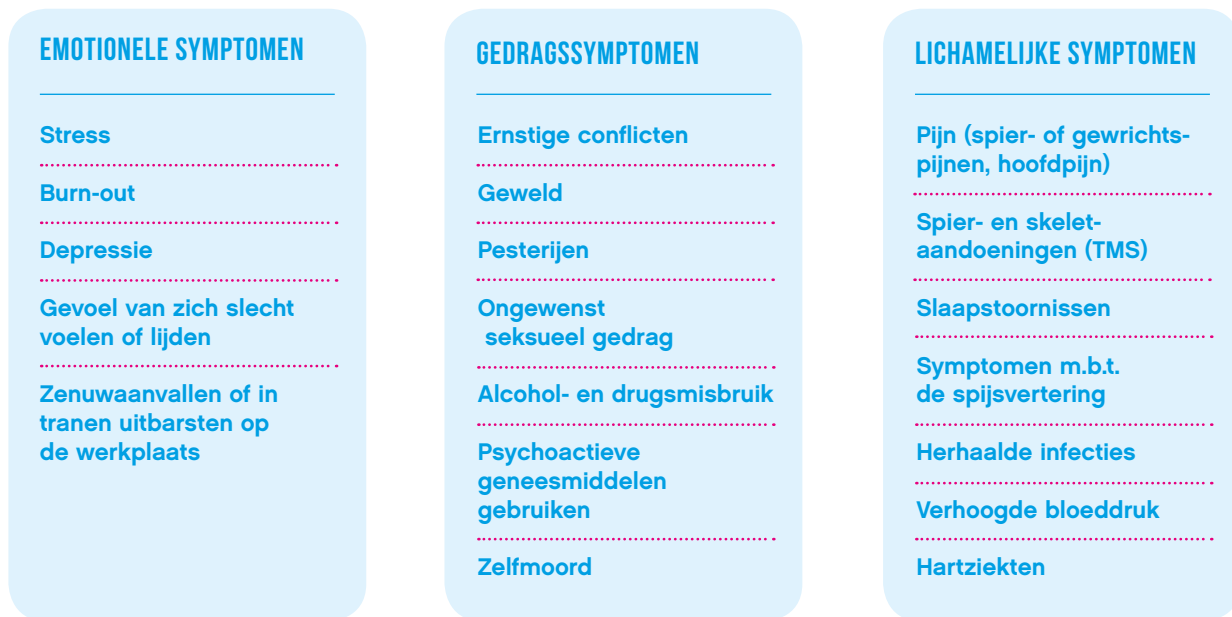 EMOTIONELE SYMPTOMEN
Stress
Burn-out
Depressie
Gevoel van zich slecht
voelen of lijden
Zenuwaanvallen of in
tranen uitbarsten op
de werkplaats
GEDRAGSSYMPTOMEN
Ernstige conflicten
Geweld
Pesterijen
Ongewenst
seksueel gedrag
Alcohol- en drugsmisbruik
Psychoactieve
geneesmiddelen
gebruiken
Zelfmoord
LICHAMELIJKE SYMPTOMEN
Pijn (spier- of gewrichts-
pijnen, hoofdpijn)
Spier- en skelet-
aandoeningen (TMS)
Slaapstoornissen
Symptomen m.b.t.
de spijsvertering
Herhaalde infecties
Verhoogde bloeddruk
Hartziekten